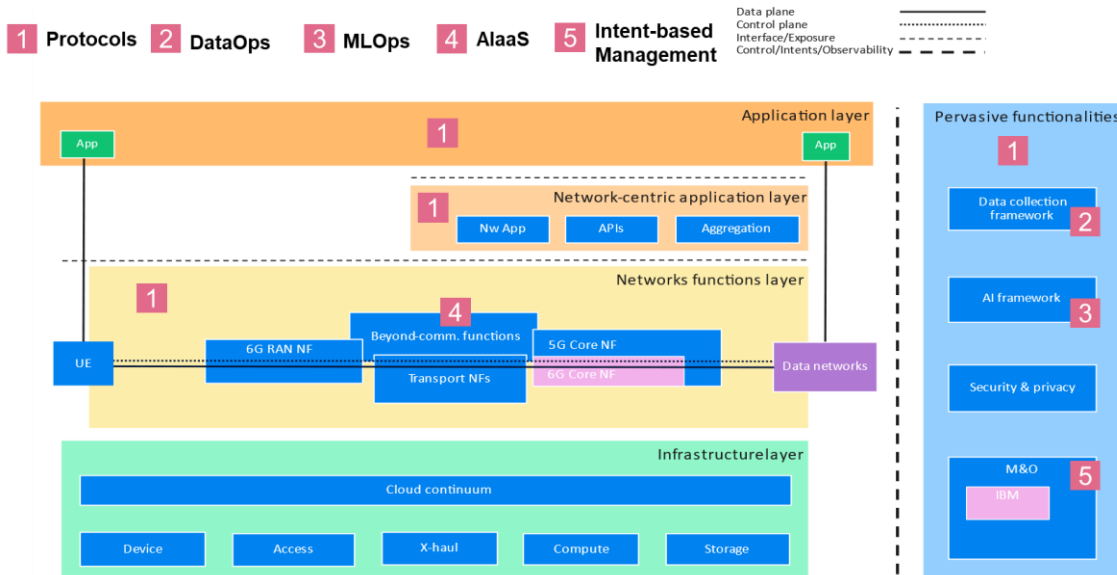 Data plane
Control plane
Interface/Exposure
Control/Intents/Observability
1 Protocols 2 DataOps 3 MLOps 4 AIaaS 5 Intent-based
Management
Application layer
Pervasive functionalities
App
1
App
1
Network-centric application layer
1
Nw App
APIs
Aggregation
Data collection
framework
2
Networks functions layer
1
4
AI framework
3
Beyond-comm. functions
6G RAN NF
5G Core NF
UE
Transport NFs
6G Core NF
Data networks
Security & privacy
Infrastructurelayer
M&O
5
IBM
Cloud continuum
Device
Access
X-haul
Compute
Storage